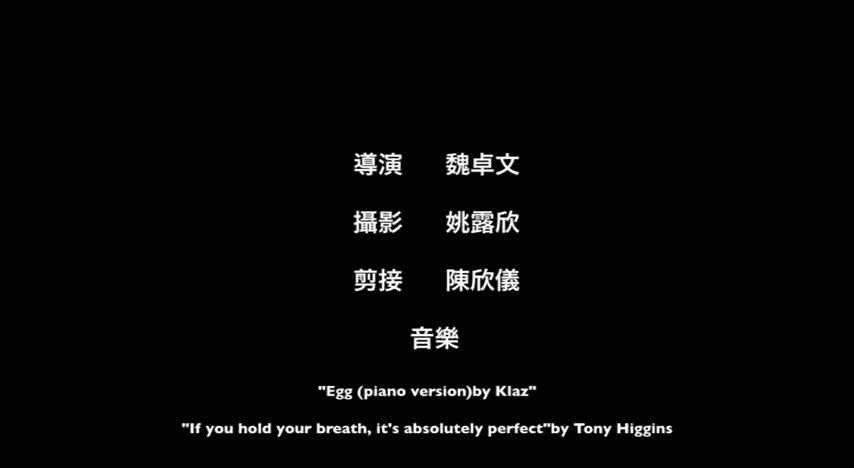 導演 魏卓文
攝影 姚露欣
剪接 陳欣儀
音樂
"Egg (piano version)by Klaz"
"If you hold your breath, it's absolutely perfect"by Tony Higgins